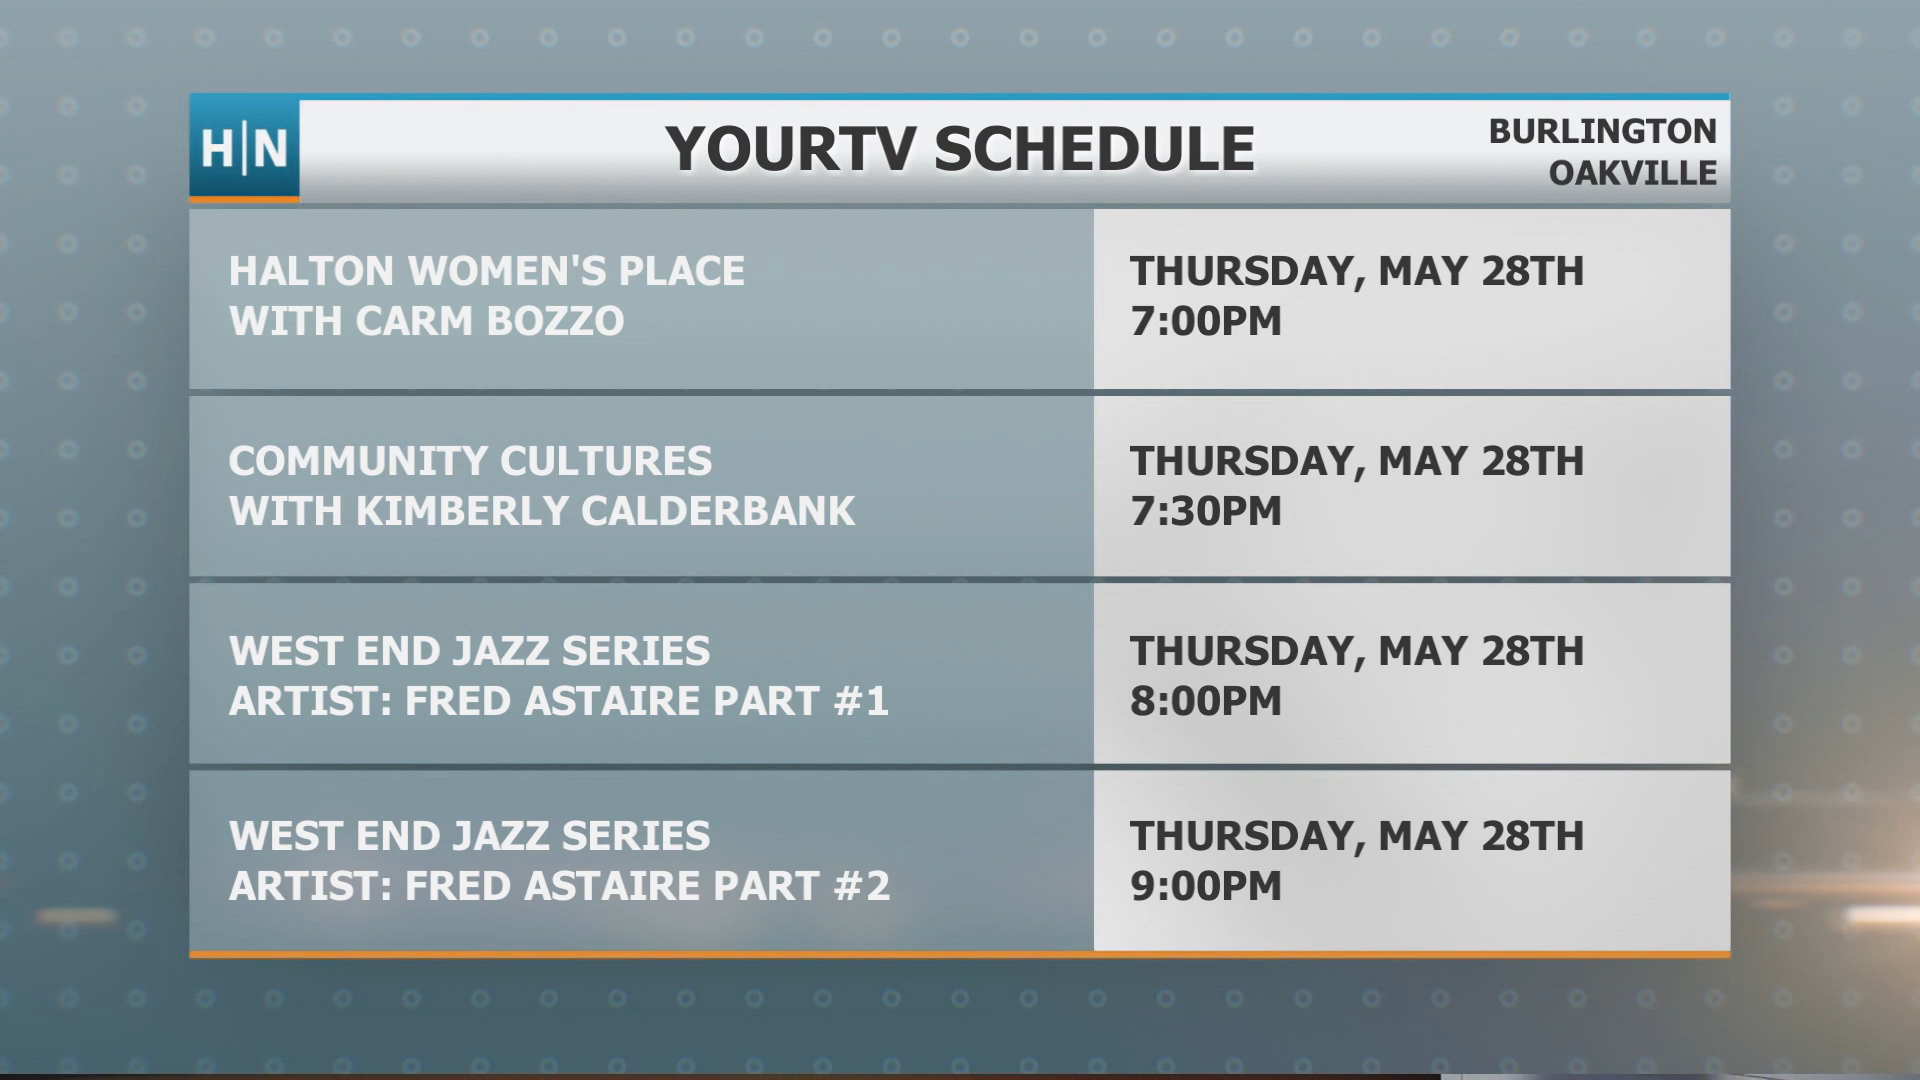 H|N
YOURTV SCHEDULE
BURLINGTON
OAKVILLE
HALTON WOMEN'S PLACE
WITH CARM BOZZO
THURSDAY, MAY 28TH
7:00PM
COMMUNITY CULTURES
WITH KIMBERLY CALDERBANK
THURSDAY, MAY 28TH
7:30PM
WEST END JAZZ SERIES
ARTIST: FRED ASTAIRE PART #1
THURSDAY, MAY 28TH
8:00PM
WEST END JAZZ SERIES
ARTIST: FRED ASTAIRE PART #2
THURSDAY, MAY 28TH
9:00PM